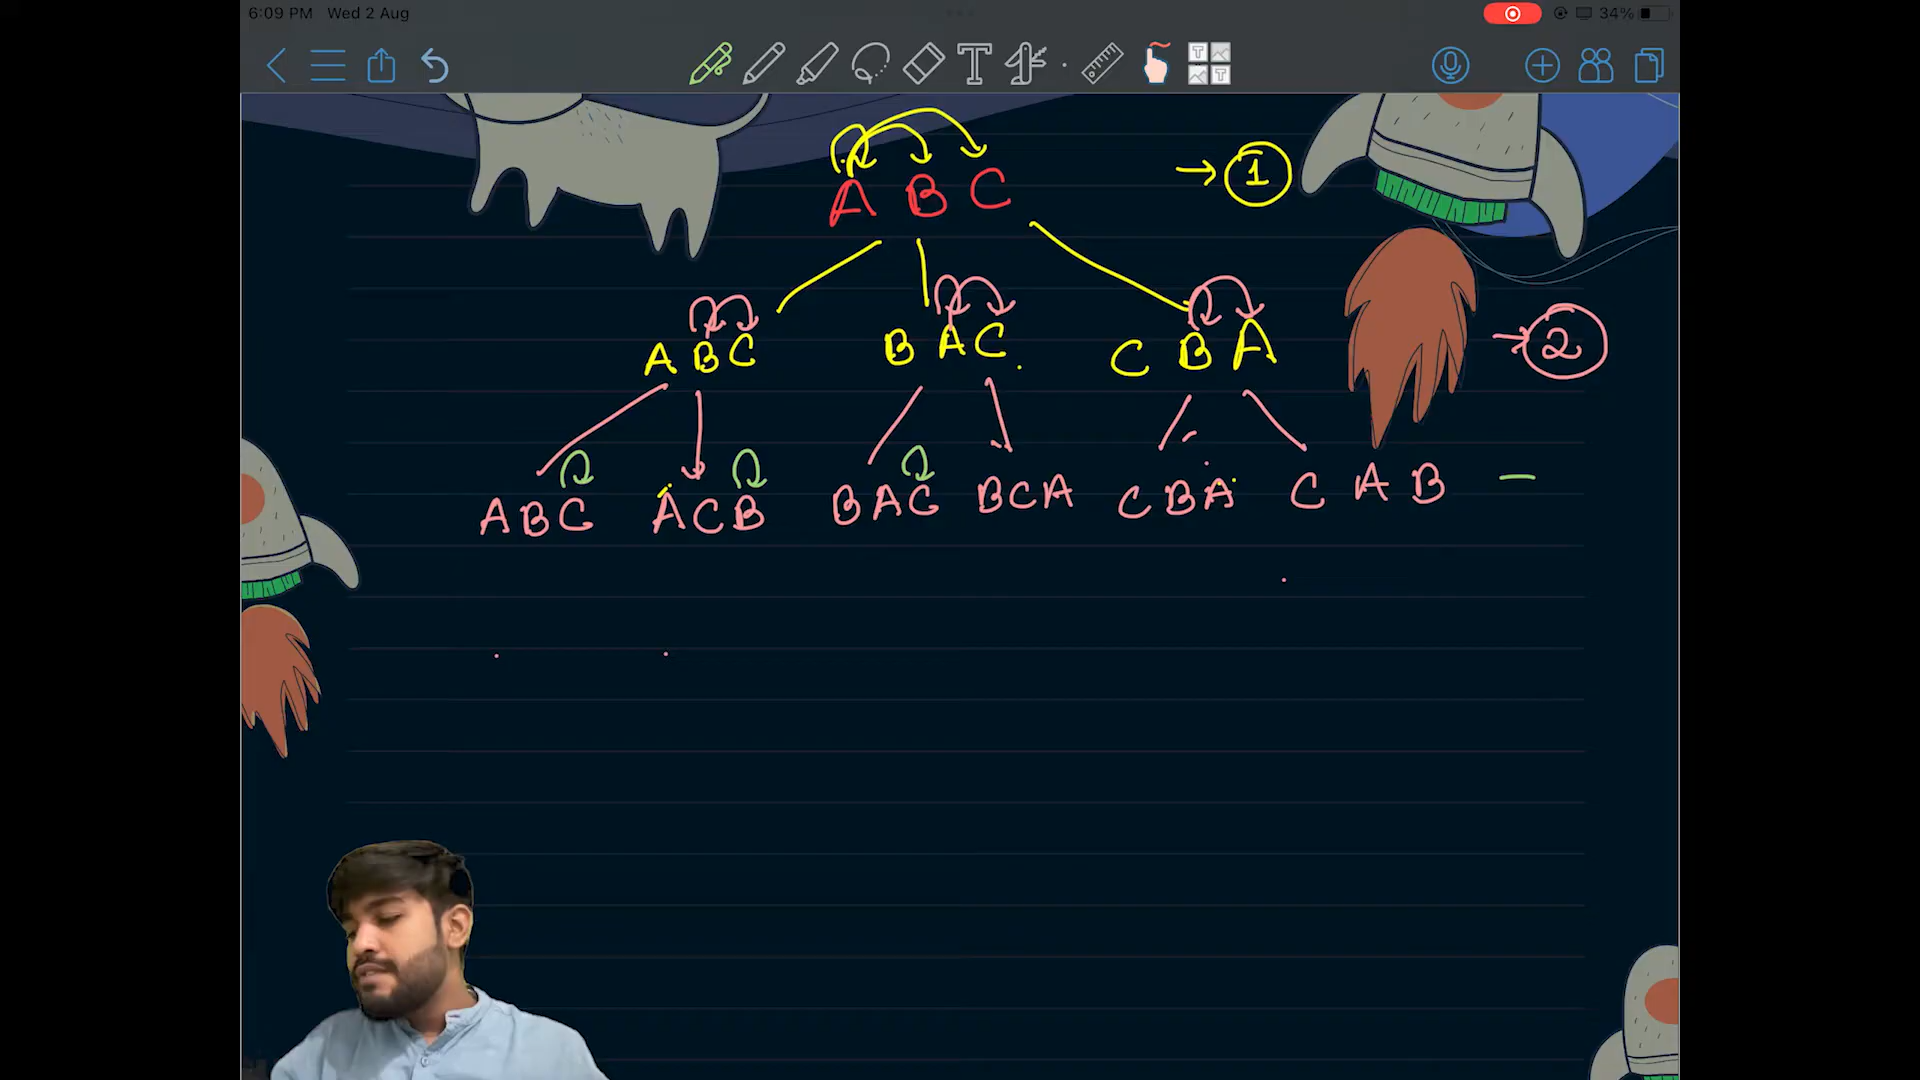 6:09 PM Wed 2 Aug 34%
A B C → 1
A B C B A C C B A → 2
A B C A C B B A C B C A C B A C A B –